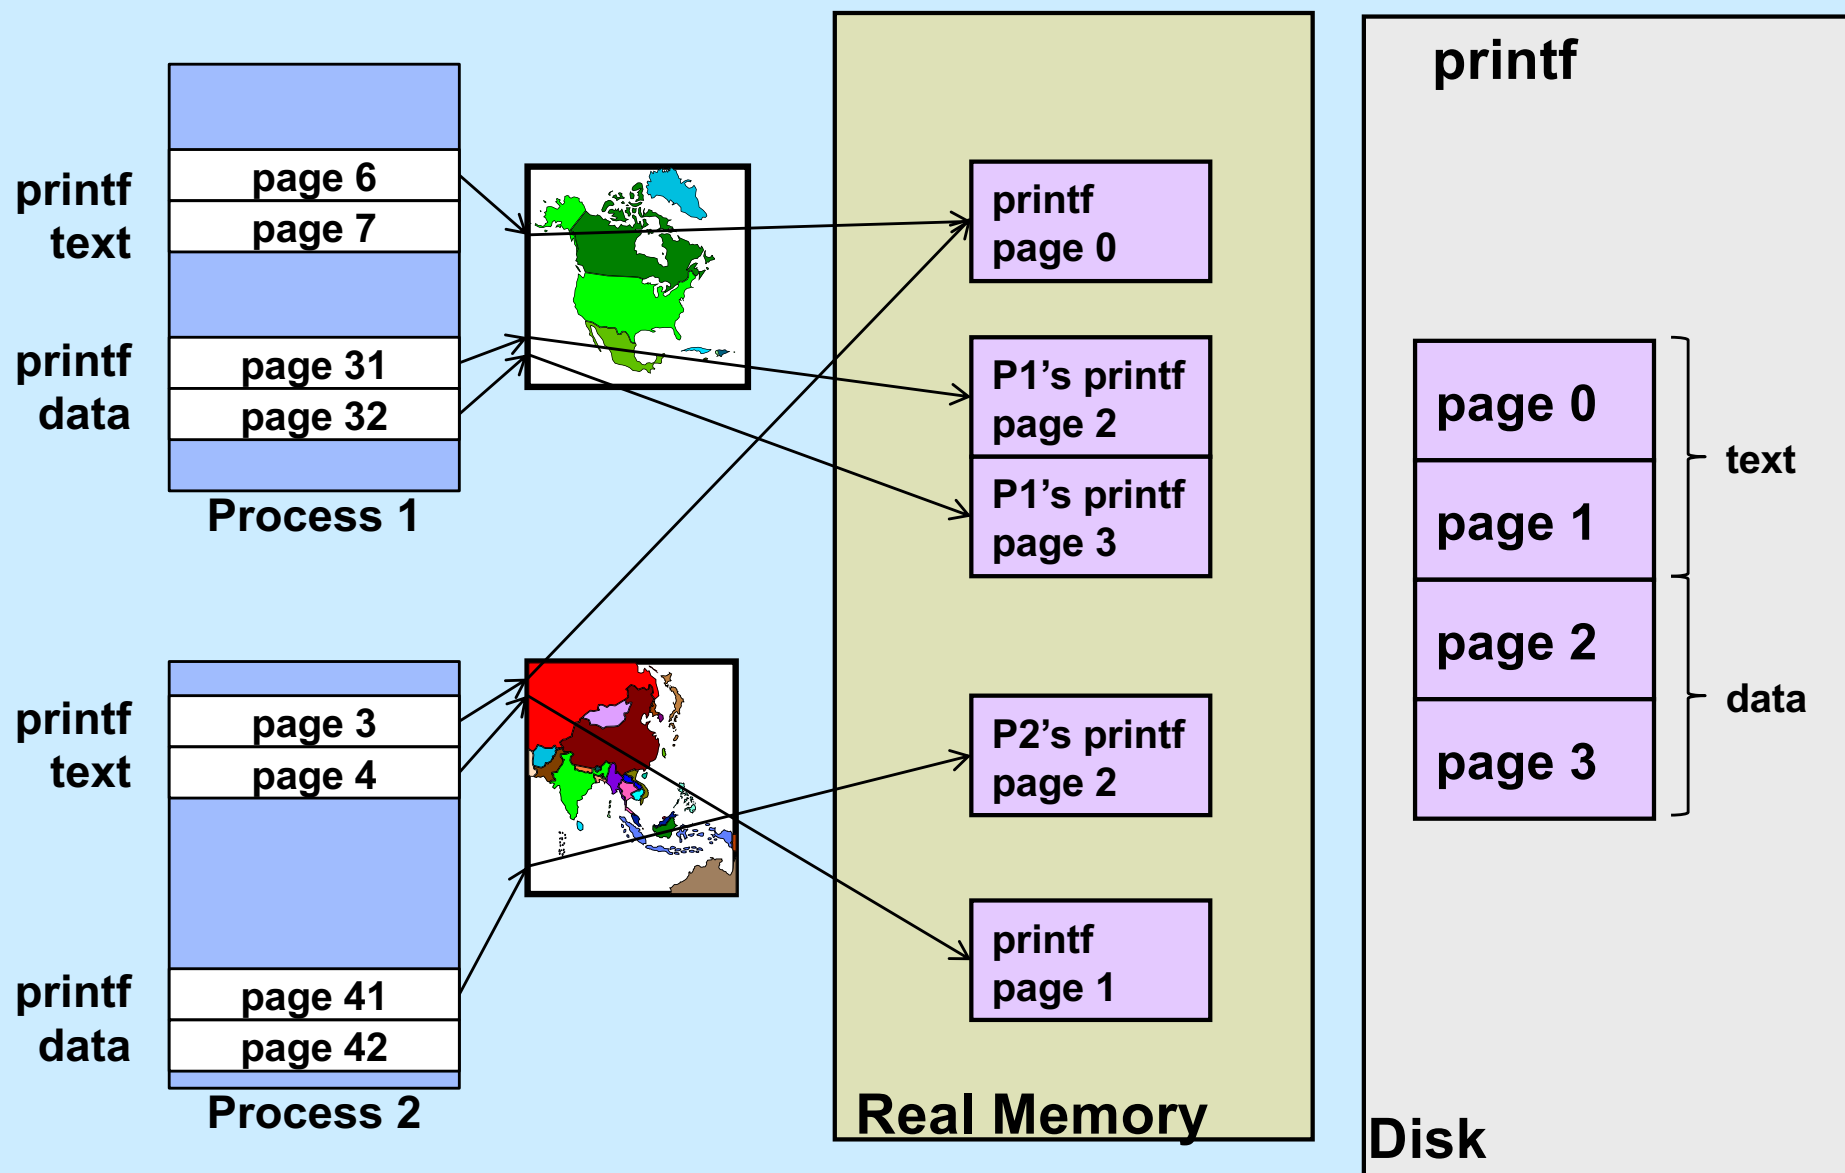 printf
text
page 6
page 7
printf
data
page 31
page 32
Process 1
printf
text
page 3
page 4
printf
data
page 41
page 42
Process 2
printf
page 0
P1’s printf
page 2
P1’s printf
page 3
P2’s printf
page 2
printf
page 1
Real Memory
printf
page 0
page 1
page 2
page 3
text
data
Disk